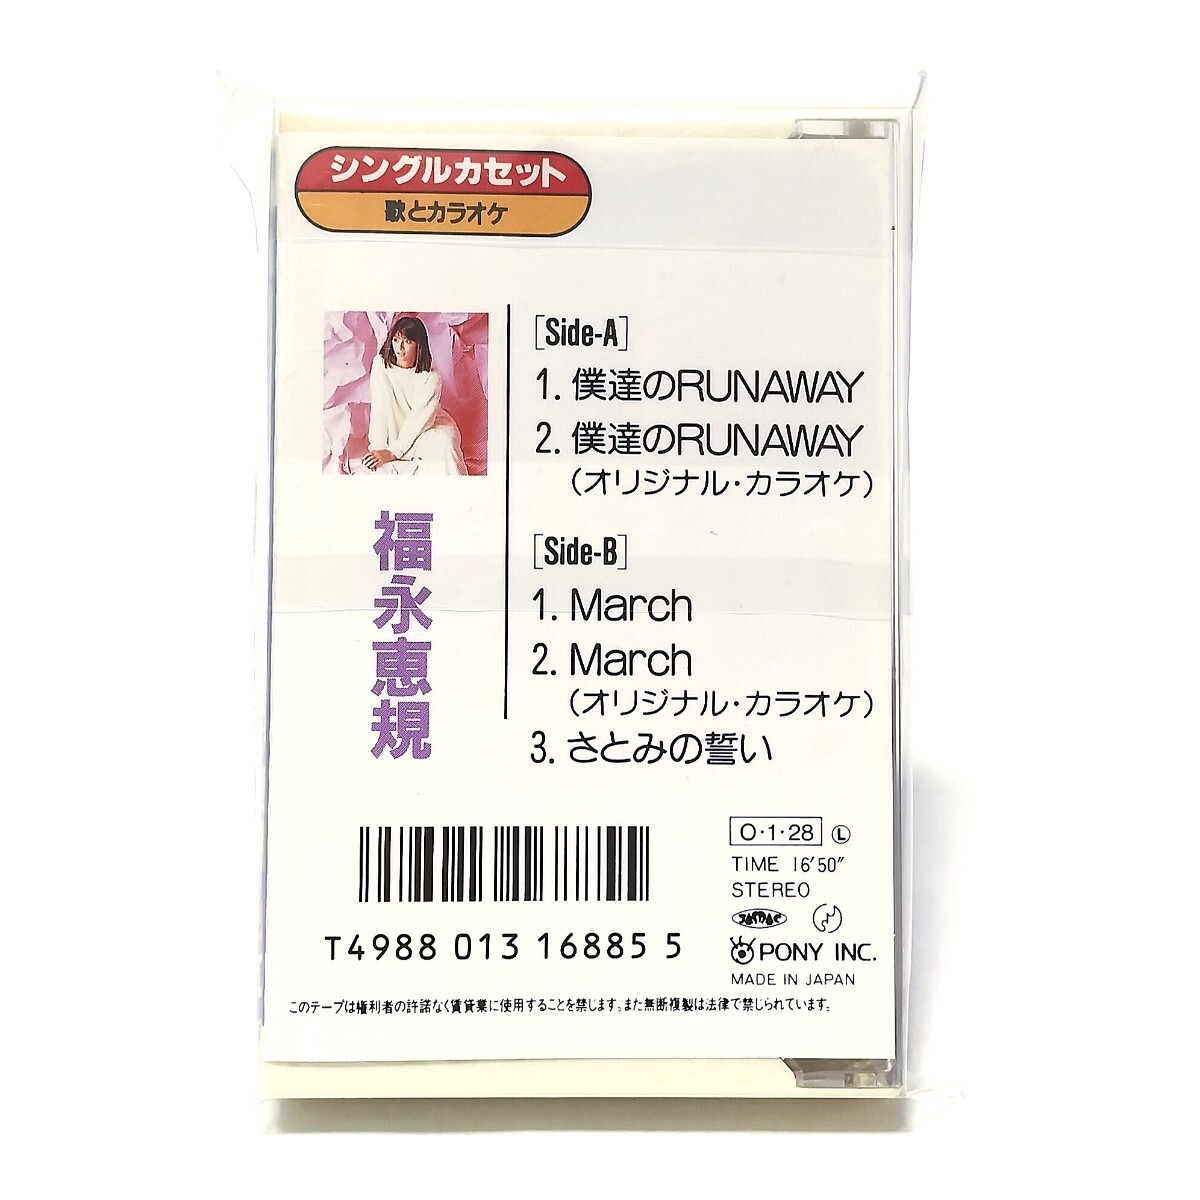 シングルカセット
歌とカラオケ
[Side-A]
1. 僕達のRUNAWAY
2. 僕達のRUNAWAY
(オリジナル・カラオケ)
[Side-B]
1. March
2. March
(オリジナル・カラオケ)
3. さとみの誓い
福永恵規
O・1・28 Ⓛ
TIME 16'50"
STEREO
PONY INC.
MADE IN JAPAN
T4988 013 16885 5
このテープは権利者の許諾なく賃貸業に使用することを禁じます。また無断複製は法律で禁じられています。